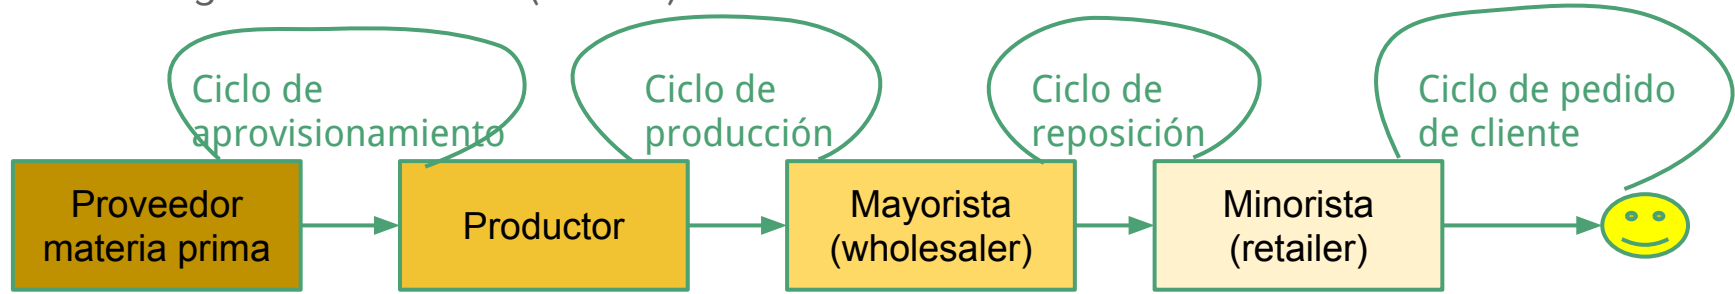 Ciclo de
aprovisionamiento
Ciclo de
producción
Ciclo de
reposición
Ciclo de pedido
de cliente
Proveedor
materia prima
Productor
Mayorista
(wholesaler)
Minorista
(retailer)